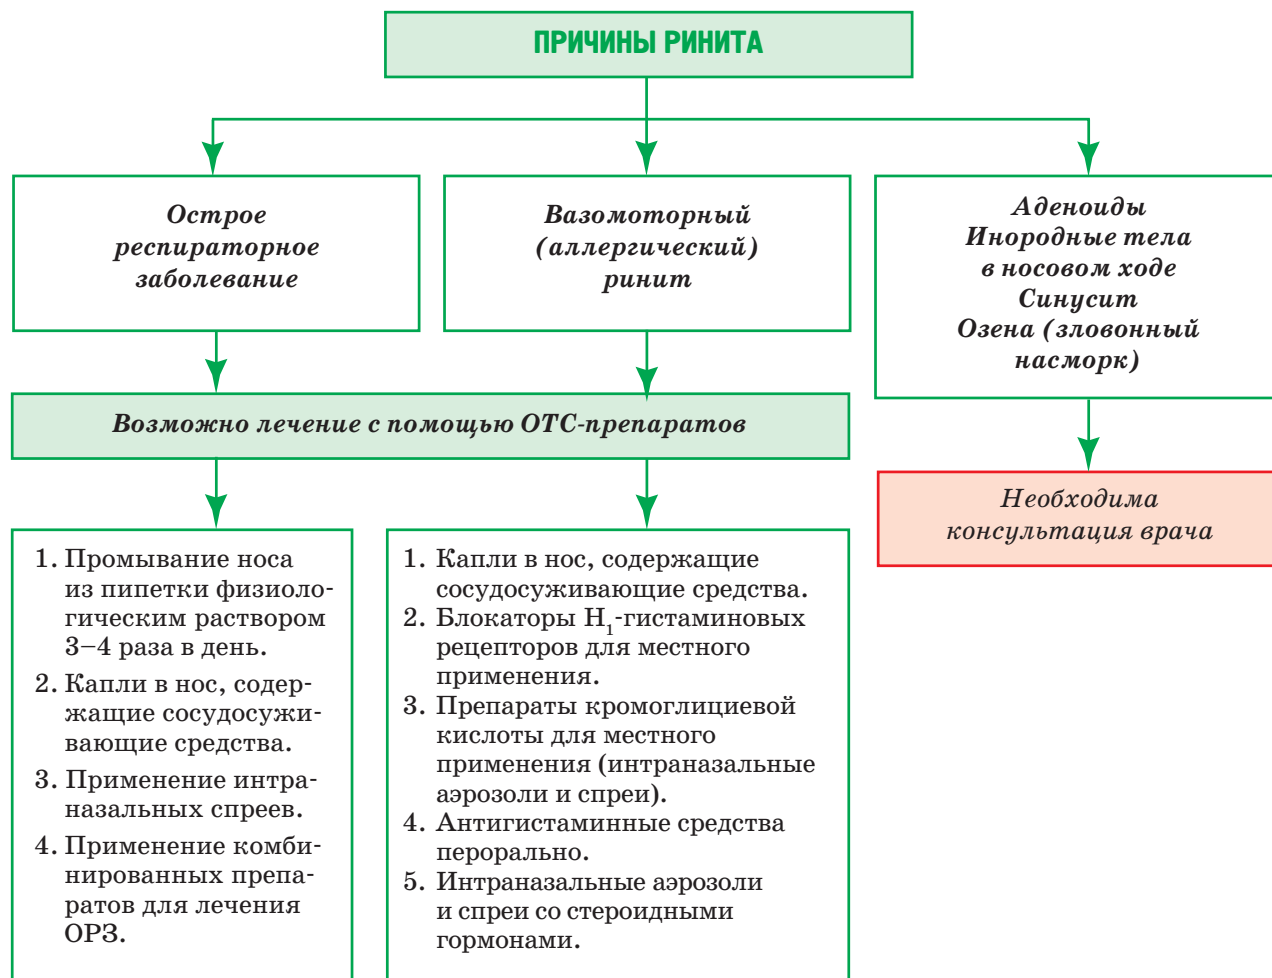 ПРИЧИНЫ РИНИТА
Острое
респираторное
заболевание
Вазомоторный
(аллергический)
ринит
Аденоиды
Инородные тела
в носовом ходе
Синусит
Озена (зловонный
насморк)
Возможно лечение с помощью ОТС-препаратов
Необходима
консультация врача
1. Промывание носа
из пипетки физиоло-
гическим раствором
3–4 раза в день.
2. Капли в нос, содер-
жащие сосудосужи-
вающие средства.
3. Применение интра-
назальных спреев.
4. Применение комби-
нированных препа-
ратов для лечения
ОРЗ.
1. Капли в нос, содержащие
сосудосуживающие средства.
2. Блокаторы H₁-гистаминовых
рецепторов для местного
применения.
3. Препараты кромоглициевой
кислоты для местного
применения (интраназальные
аэрозоли и спреи).
4. Антигистаминные средства
перорально.
5. Интраназальные аэрозоли
и спреи со стероидными
гормонами.